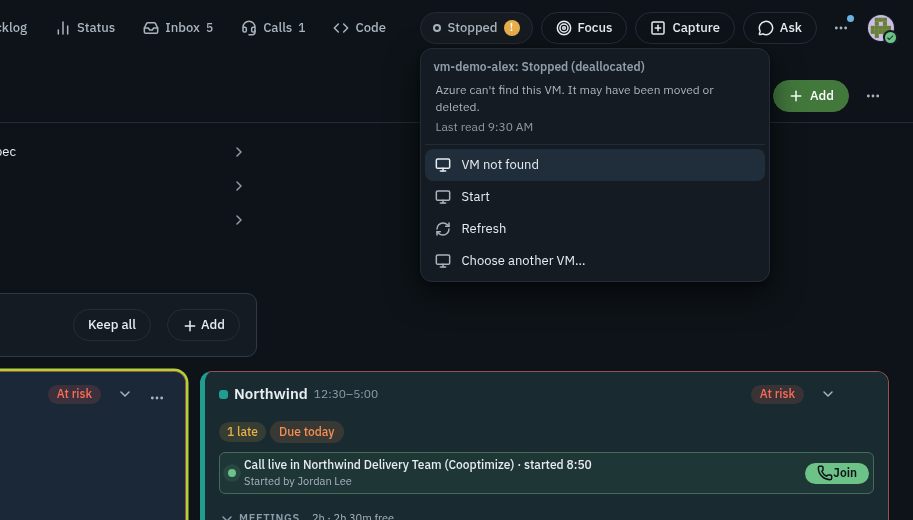 klog Status Inbox 5 Calls 1 Code Stopped ! Focus Capture Ask
vm-demo-alex: Stopped (deallocated)
Azure can't find this VM. It may have been moved or
deleted.
Last read 9:30 AM
Add
VM not found
Start
Refresh
Choose another VM...
pec
Keep all Add
At risk
Northwind 12:30–5:00 At risk
1 late Due today
Call live in Northwind Delivery Team (Cooptimize) · started 8:50
Started by Jordan Lee
Join
MEETINGS 2h · 2h 30m free